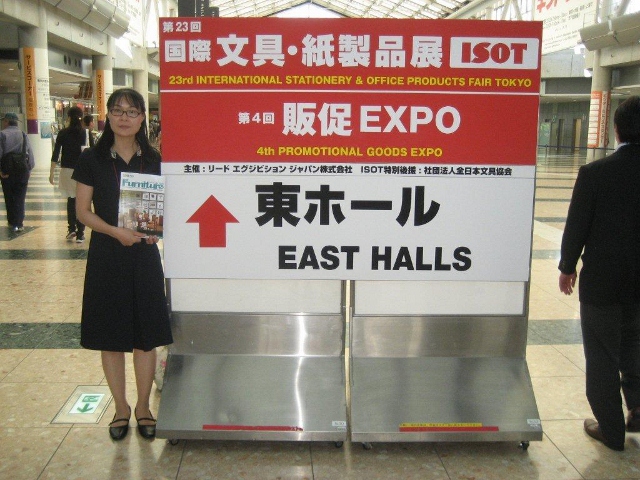 第23回
国際 文具・紙製品展 ISOT
23rd INTERNATIONAL STATIONERY & OFFICE PRODUCTS FAIR TOKYO
第4回 販促 EXPO
4th PROMOTIONAL GOODS EXPO
主催：リード エグジビション ジャパン株式会社 ISOT特別後援：社団法人全日本文具協会
東ホール
EAST HALLS
Furniture